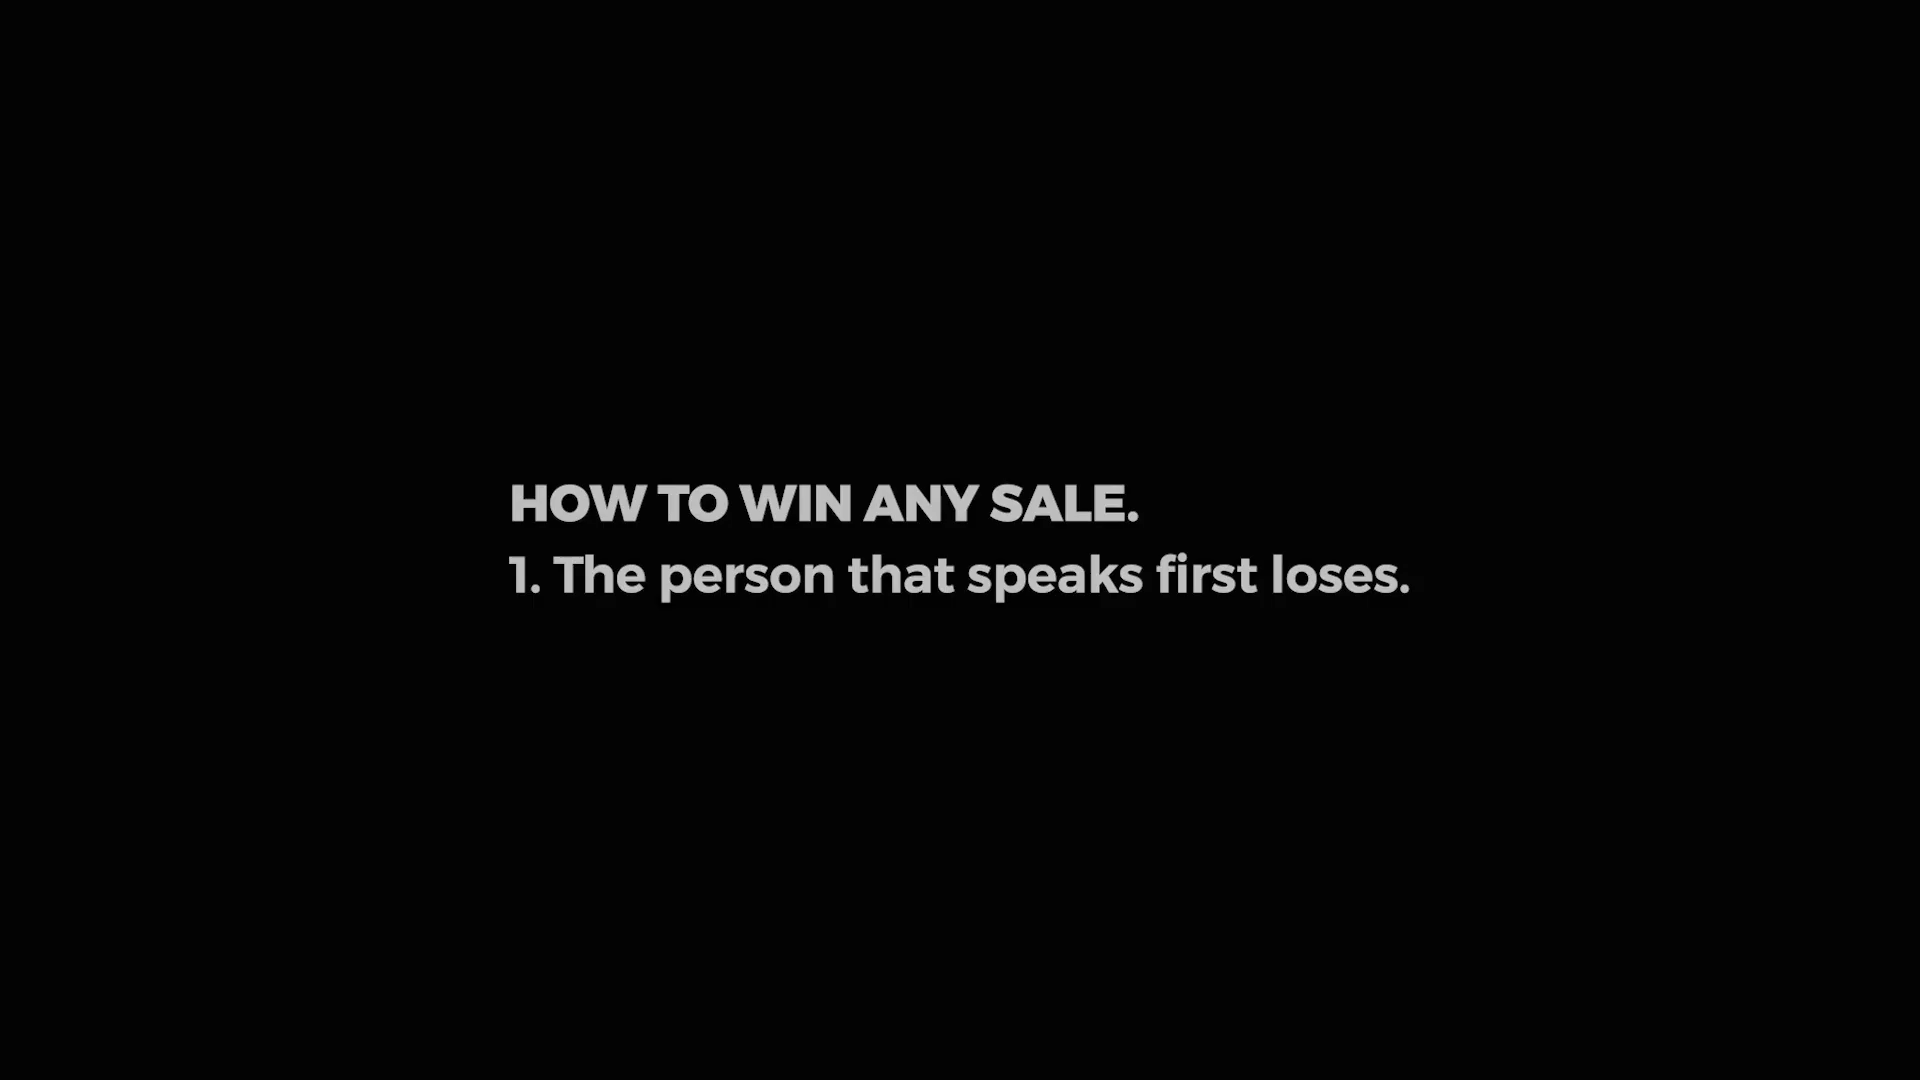 HOW TO WIN ANY SALE.
1. The person that speaks first loses.